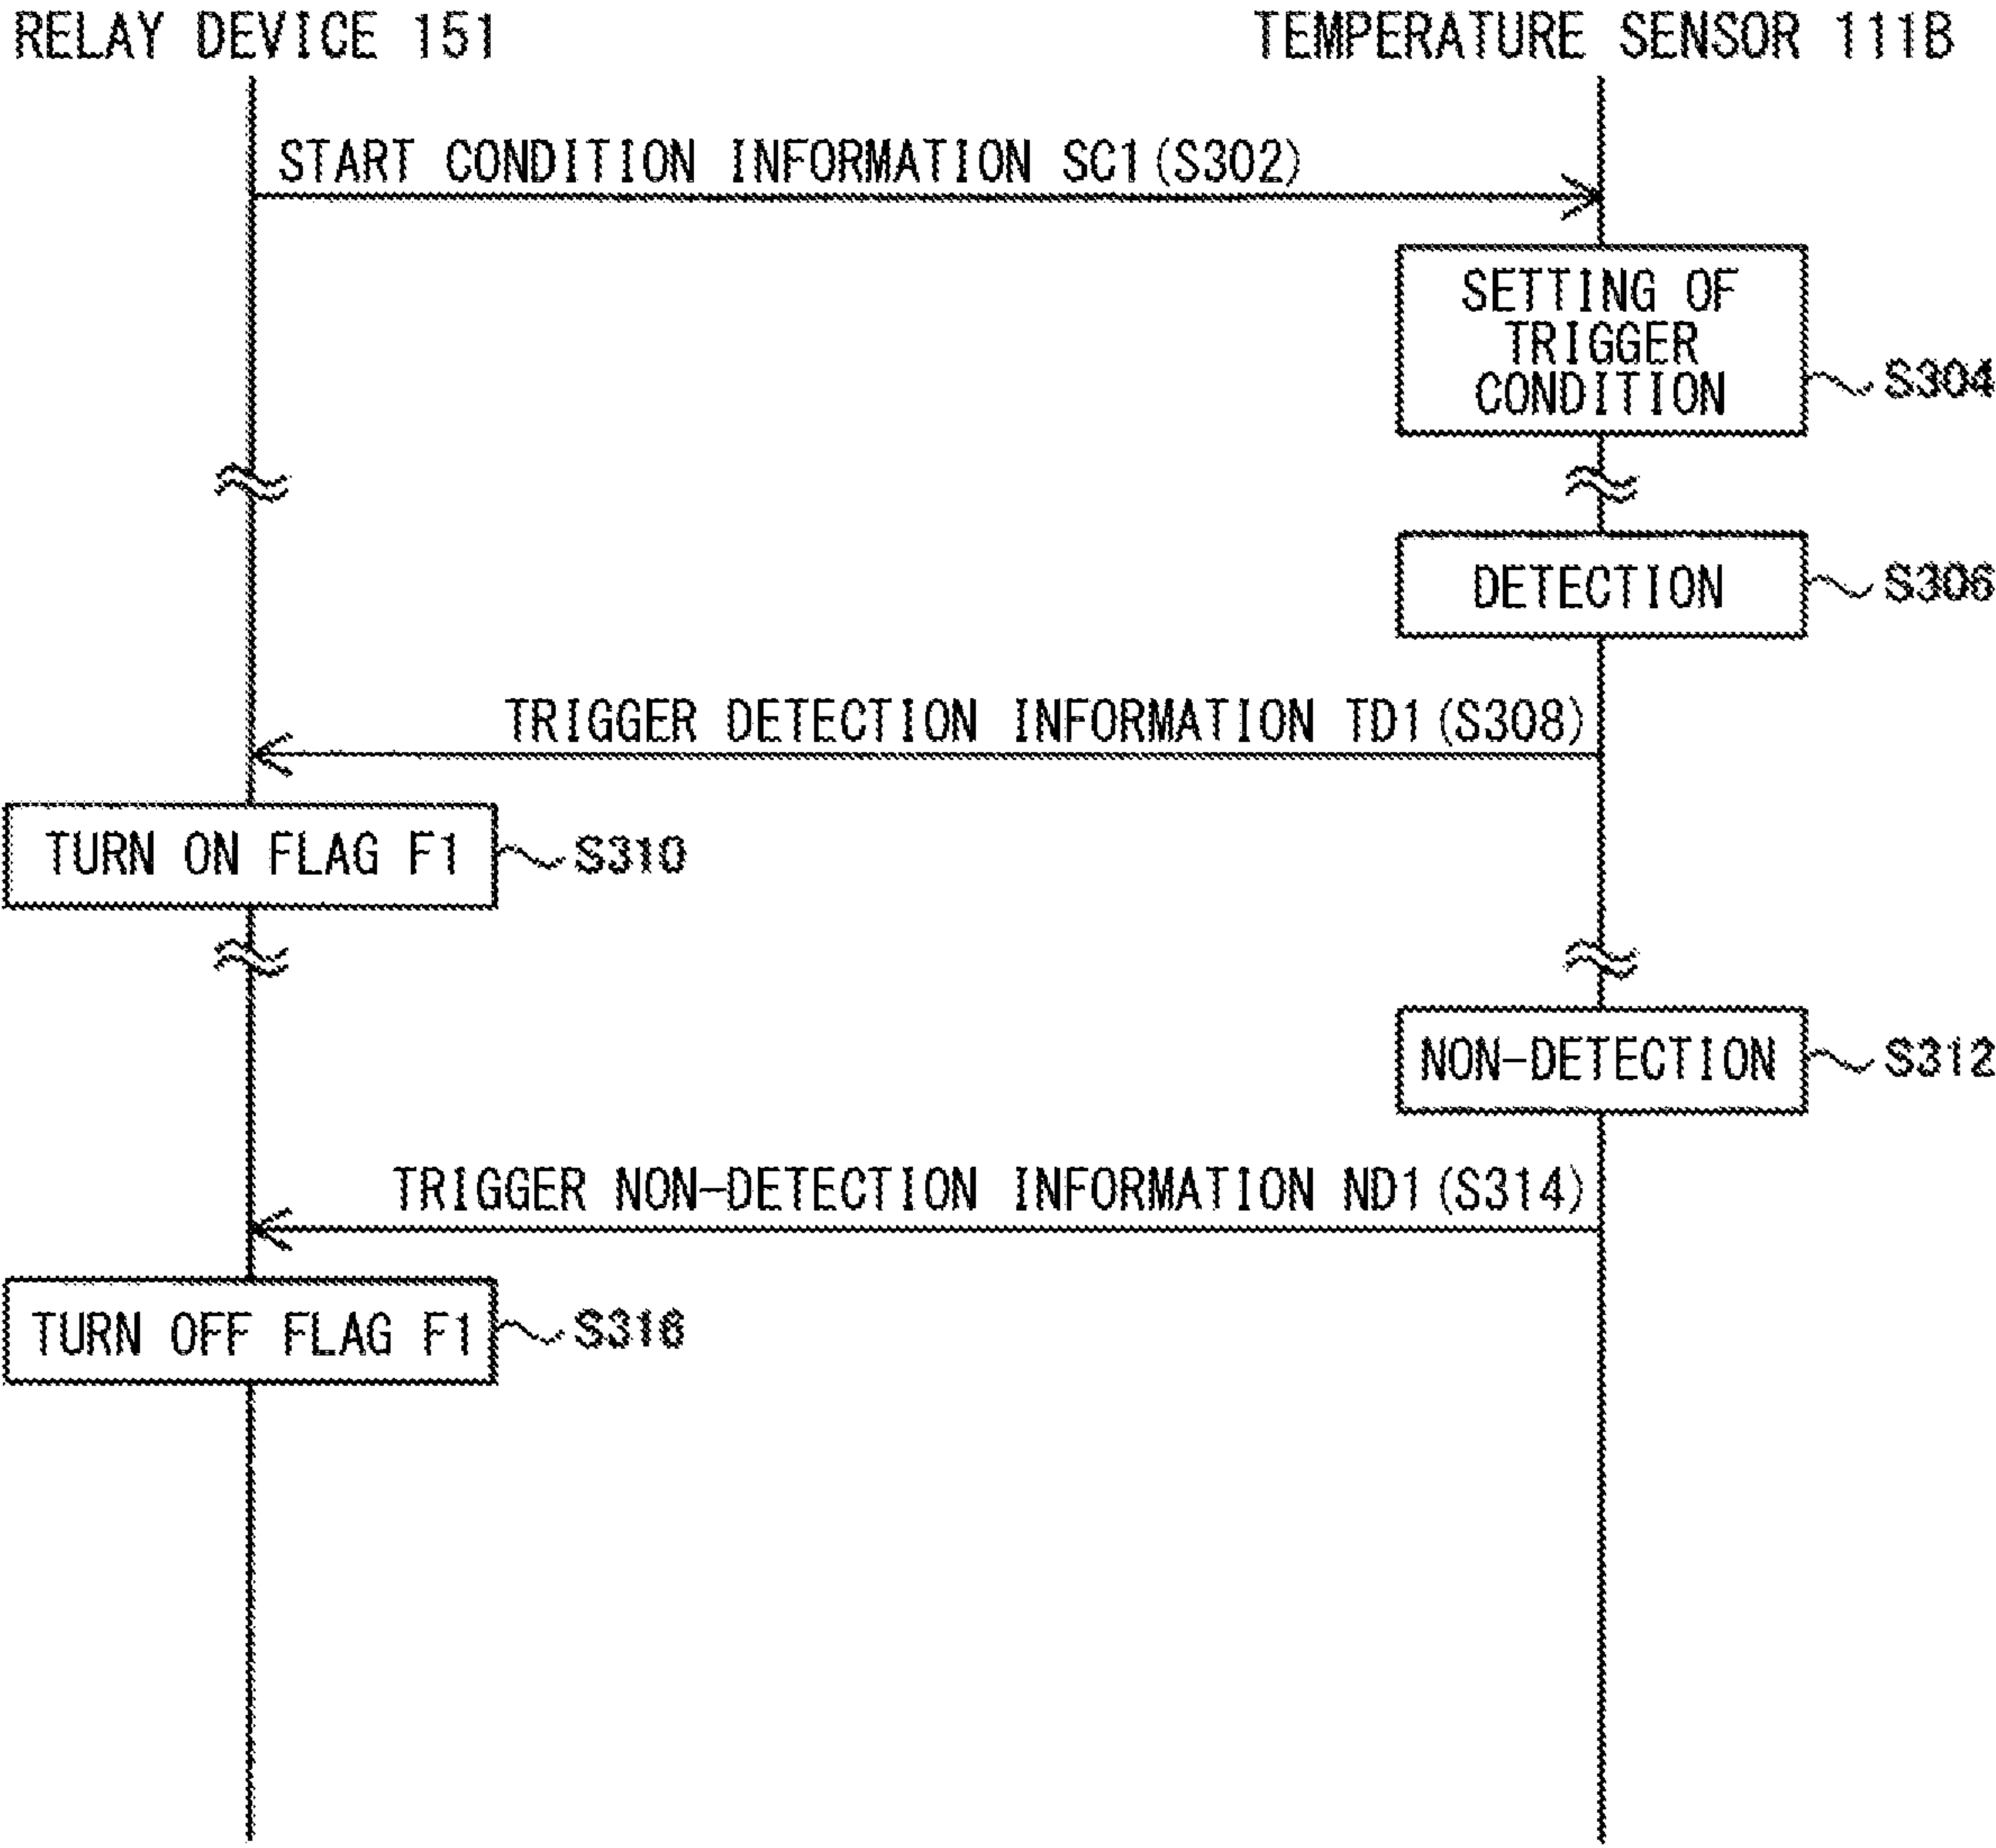 RELAY DEVICE 151
TEMPERATURE SENSOR 111B
START CONDITION INFORMATION SC1(S302)
SETTING OF
TRIGGER
CONDITION
S304
DETECTION
S306
TRIGGER DETECTION INFORMATION TD1(S308)
TURN ON FLAG F1
S310
NON-DETECTION
S312
TRIGGER NON-DETECTION INFORMATION ND1(S314)
TURN OFF FLAG F1
S316